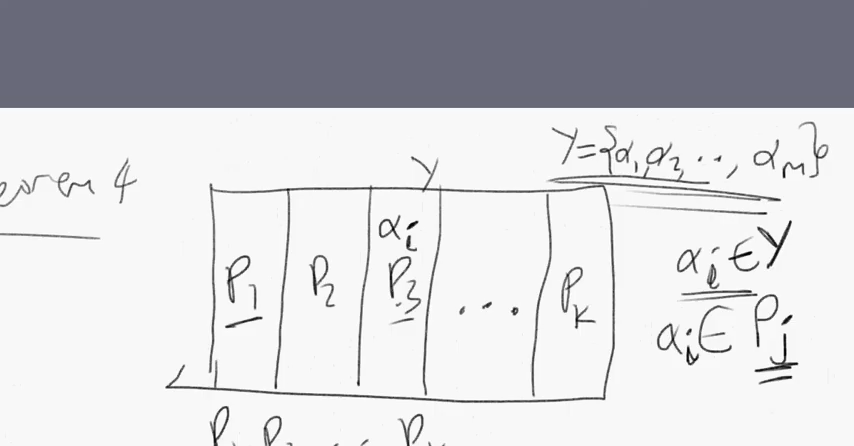 Y={α₁,α₂,..,αₘ}
eorem 4
Y
αᵢ
P₁ P₂ P₃ ... Pₖ
αᵢ∈Y
αᵢ∈Pⱼ